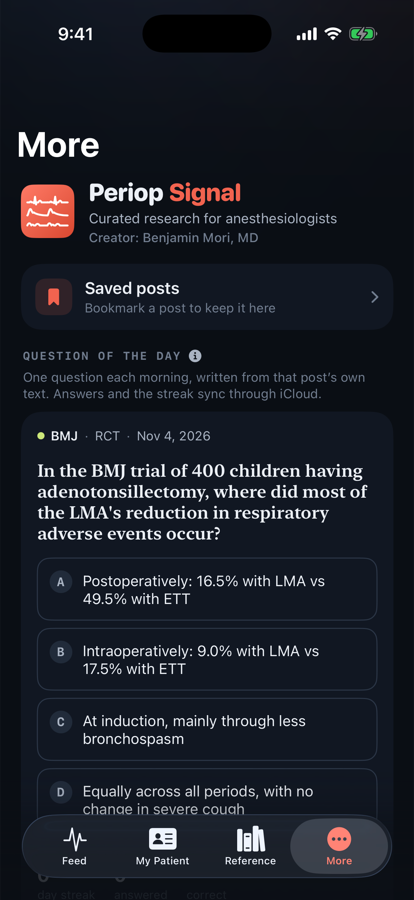 9:41
More
Periop Signal
Curated research for anesthesiologists
Creator: Benjamin Mori, MD
Saved posts
Bookmark a post to keep it here
QUESTION OF THE DAY
One question each morning, written from that post's own
text. Answers and the streak sync through iCloud.
BMJ · RCT · Nov 4, 2026
In the BMJ trial of 400 children having
adenotonsillectomy, where did most of
the LMA's reduction in respiratory
adverse events occur?
A Postoperatively: 16.5% with LMA vs
49.5% with ETT
B Intraoperatively: 9.0% with LMA vs
17.5% with ETT
C At induction, mainly through less
bronchospasm
D Equally across all periods, with no
change in severe cough
Feed My Patient Reference More
day streak answered correct